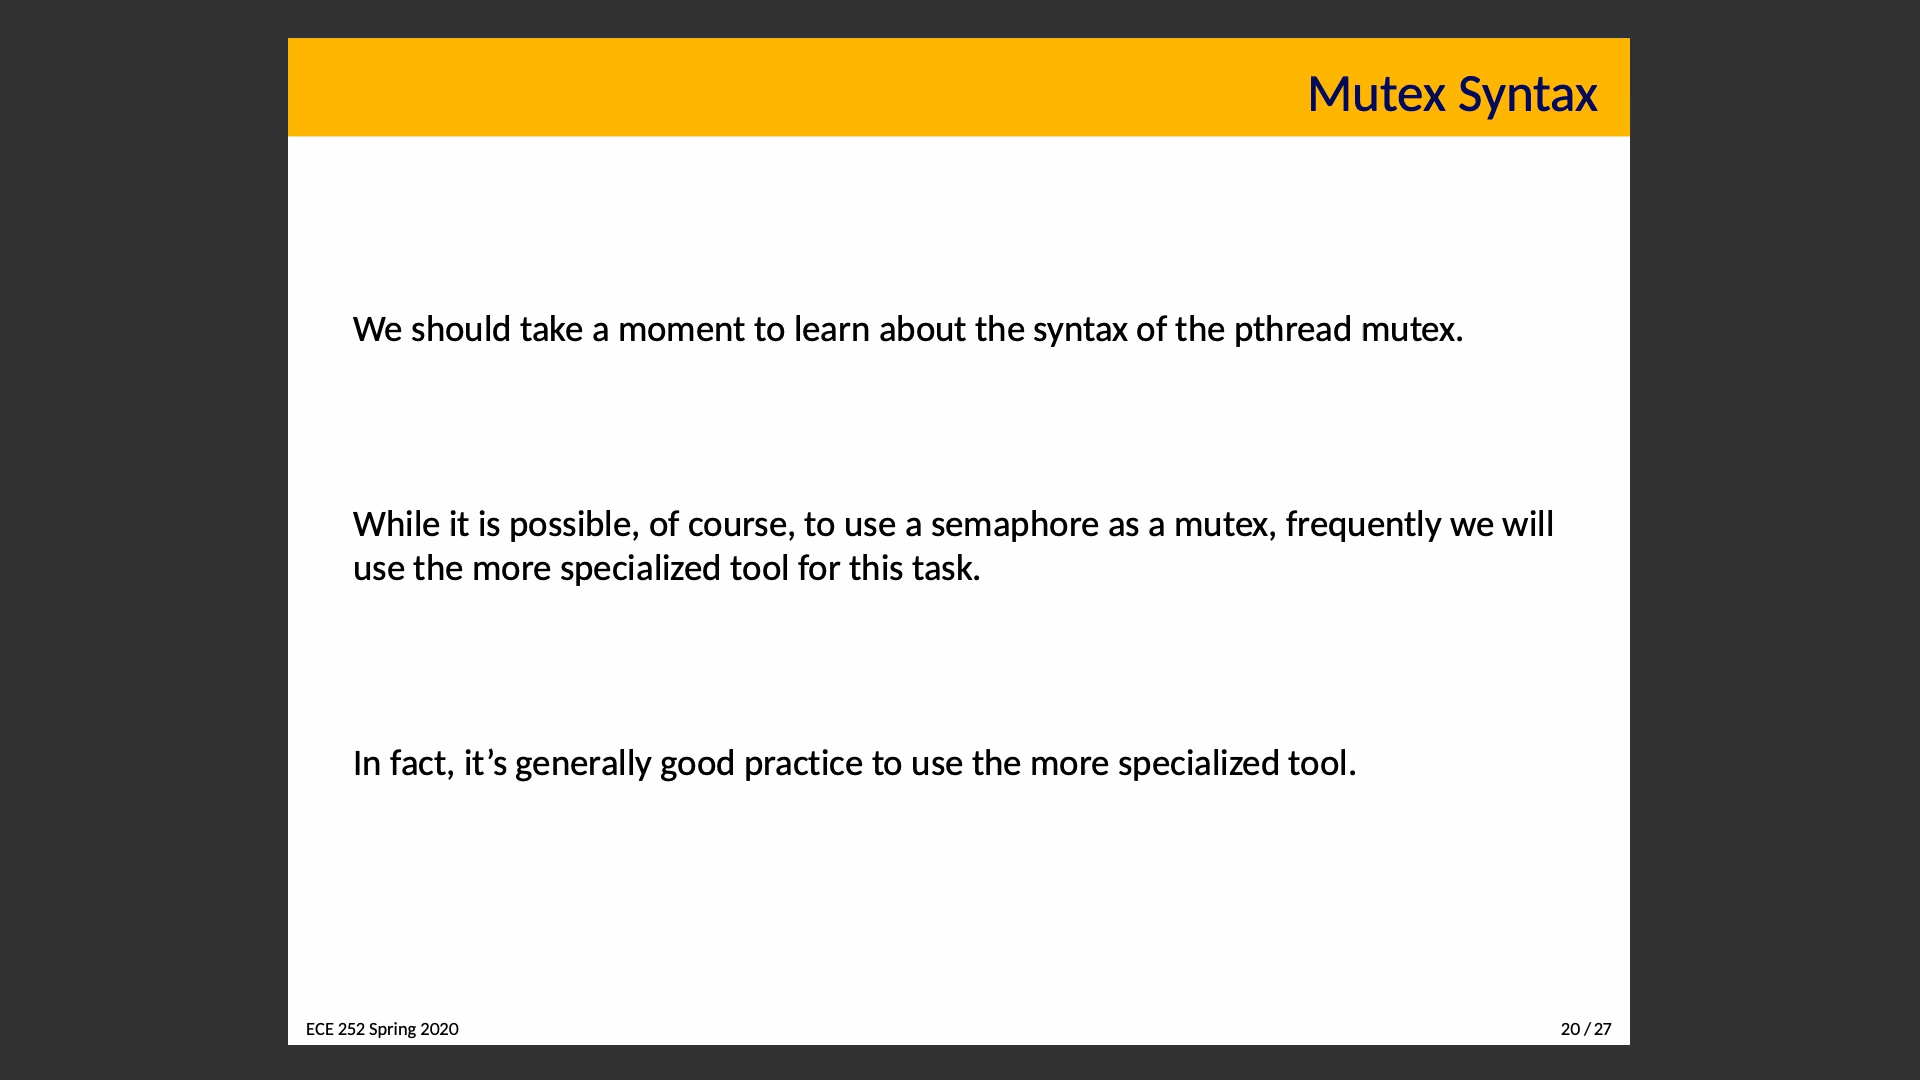 Mutex Syntax
We should take a moment to learn about the syntax of the pthread mutex.
While it is possible, of course, to use a semaphore as a mutex, frequently we will
use the more specialized tool for this task.
In fact, it’s generally good practice to use the more specialized tool.
ECE 252 Spring 2020
20 / 27